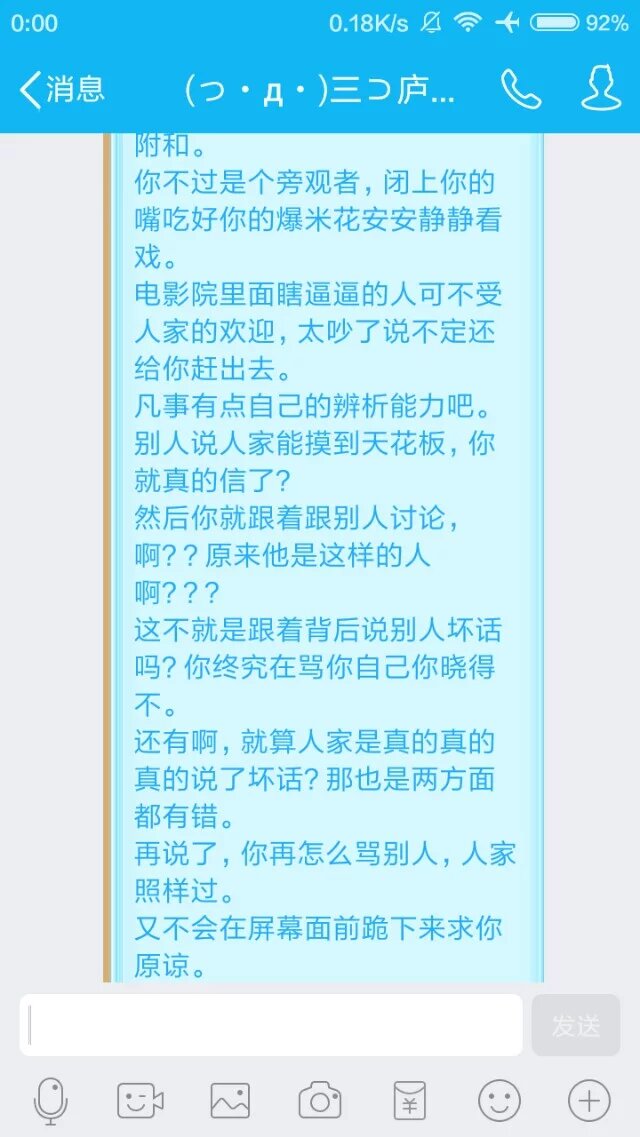 0:00 0.18K/s 92%
消息 (っ・д・)三⊃庐...
附和。
你不过是个旁观者，闭上你的
嘴吃好你的爆米花安安静静看
戏。
电影院里面瞎逼逼的人可不受
人家的欢迎，太吵了说不定还
给你赶出去。
凡事有点自己的辨析能力吧。
别人说人家能摸到天花板，你
就真的信了?
然后你就跟着跟别人讨论，
啊??原来他是这样的人
啊???
这不就是跟着背后说别人坏话
吗?你终究在骂你自己你晓得
不。
还有啊，就算人家是真的真的
真的说了坏话?那也是两方面
都有错。
再说了，你再怎么骂别人，人家
照样过。
又不会在屏幕面前跪下来求你
原谅。
发送
¥